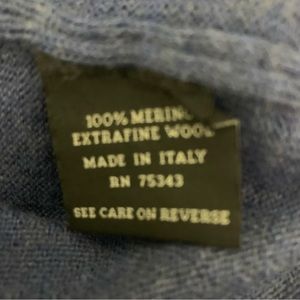 100% MERINO
EXTRAFINE WOOL
MADE IN ITALY
RN 75343
SEE CARE ON REVERSE